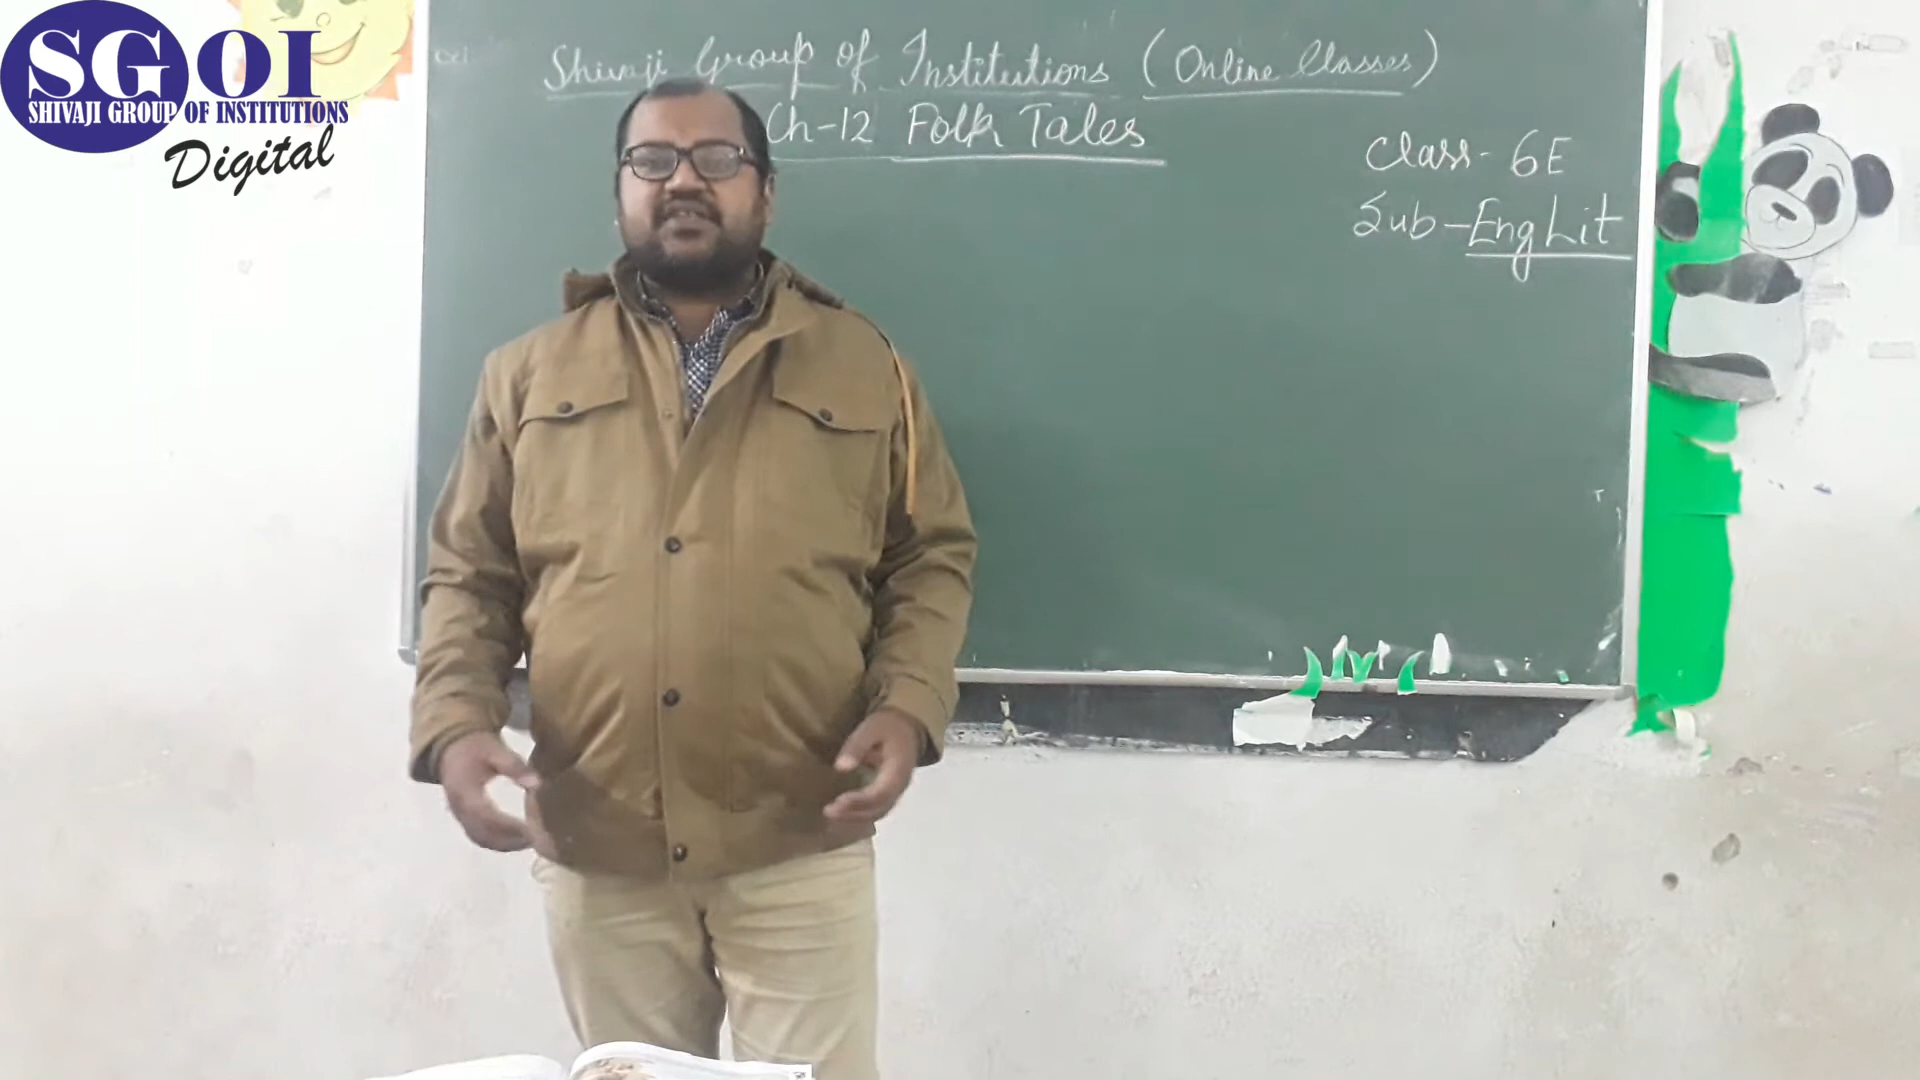 SGOI
SHIVAJI GROUP OF INSTITUTIONS
Digital
Shivaji Group of Institutions (Online Classes)
Ch-12 Folk Tales
Class- 6E
Sub-Eng Lit